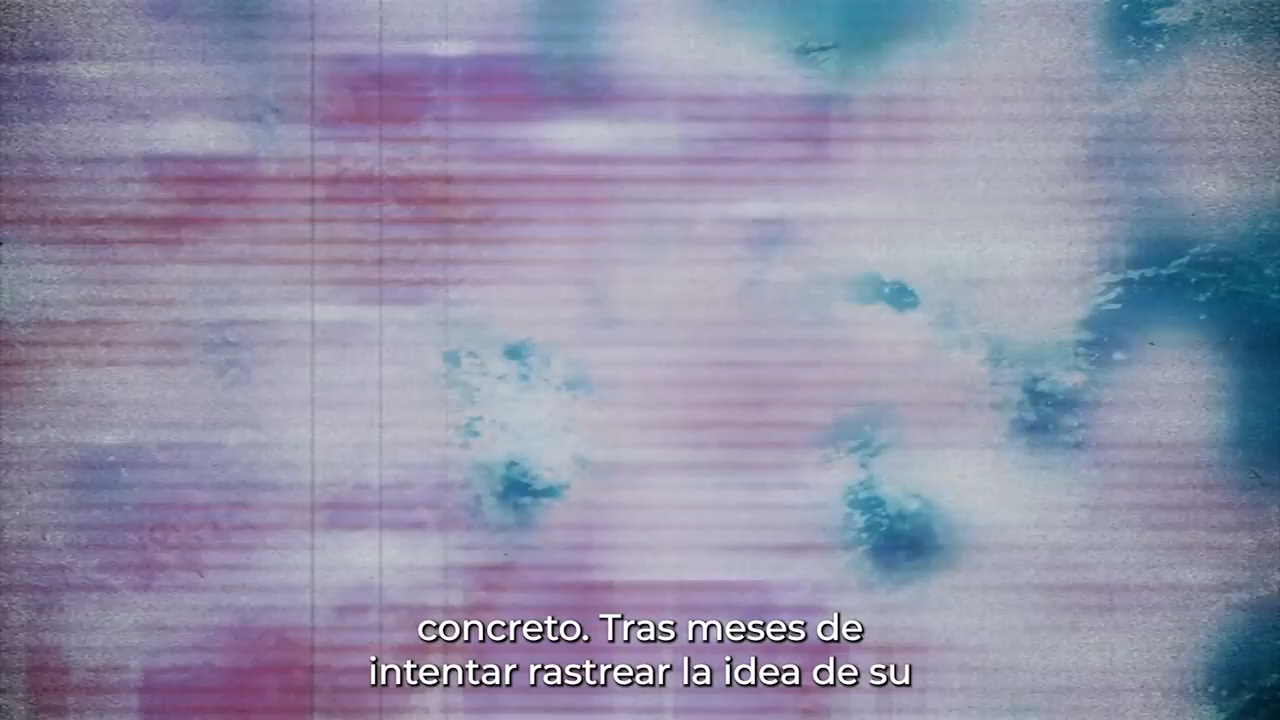 concreto. Tras meses de
intentar rastrear la idea de su